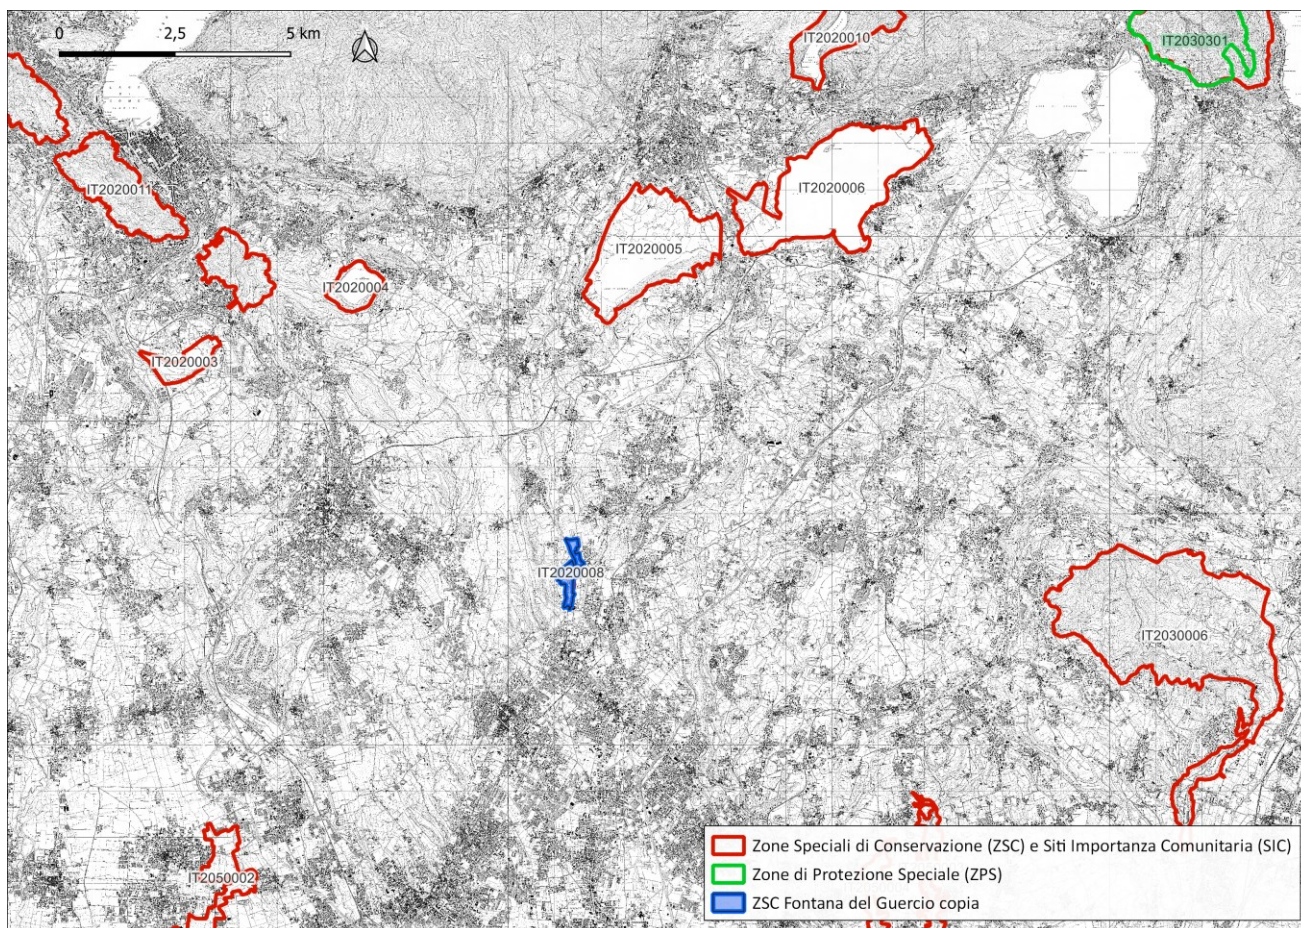 0 2,5 5 km
IT2020010
IT2030301
IT2020011
IT2020006
IT2020005
IT2020004
IT2020003
IT2020008
IT2030006
IT2050002
Zone Speciali di Conservazione (ZSC) e Siti Importanza Comunitaria (SIC)
Zone di Protezione Speciale (ZPS)
ZSC Fontana del Guercio copia